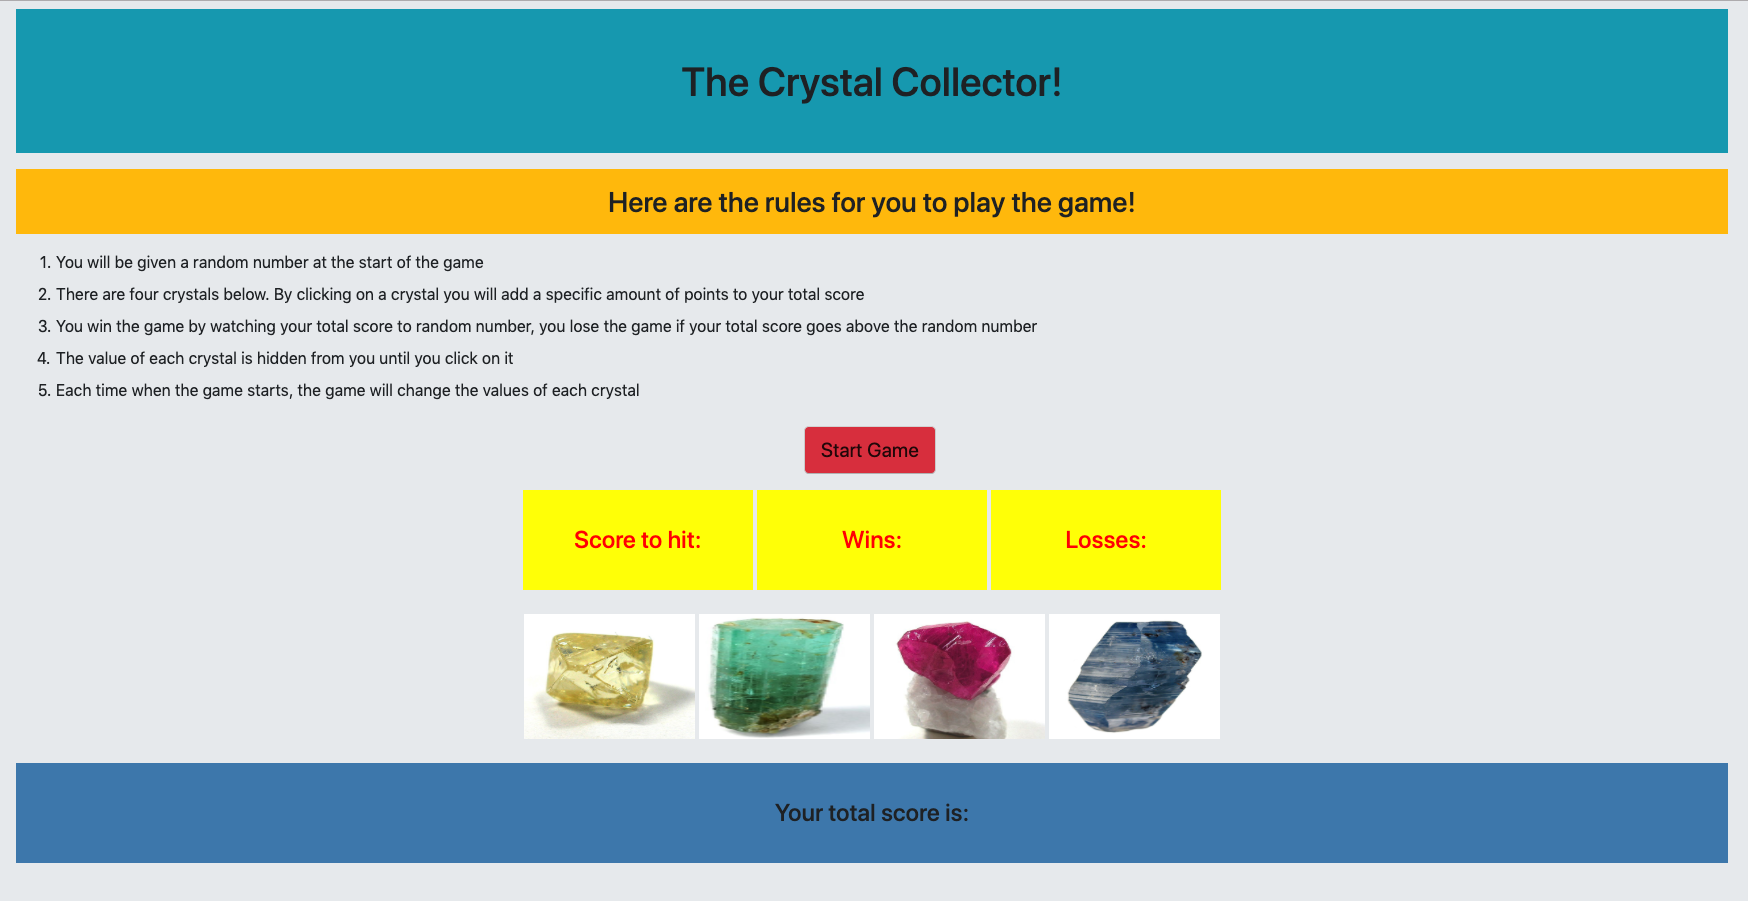 The Crystal Collector!
Here are the rules for you to play the game!
1. You will be given a random number at the start of the game
2. There are four crystals below. By clicking on a crystal you will add a specific amount of points to your total score
3. You win the game by watching your total score to random number, you lose the game if your total score goes above the random number
4. The value of each crystal is hidden from you until you click on it
5. Each time when the game starts, the game will change the values of each crystal
Start Game
Score to hit: Wins: Losses:
Your total score is: